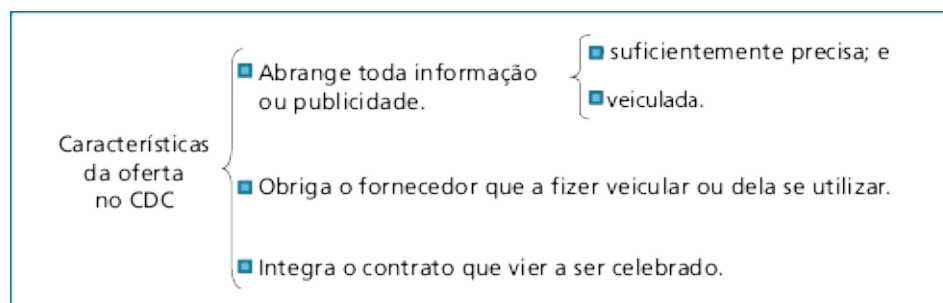 Características
da oferta
no CDC
Abrange toda informação
ou publicidade.
suficientemente precisa; e
veiculada.
Obriga o fornecedor que a fizer veicular ou dela se utilizar.
Integra o contrato que vier a ser celebrado.